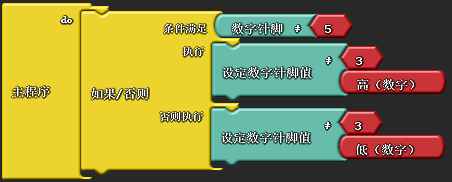 do
条件满足 数字针脚 # 5
执行 设定数字针脚值 # 3
高（数字）
主程序 如果/否则
否则执行 设定数字针脚值 # 3
低（数字）